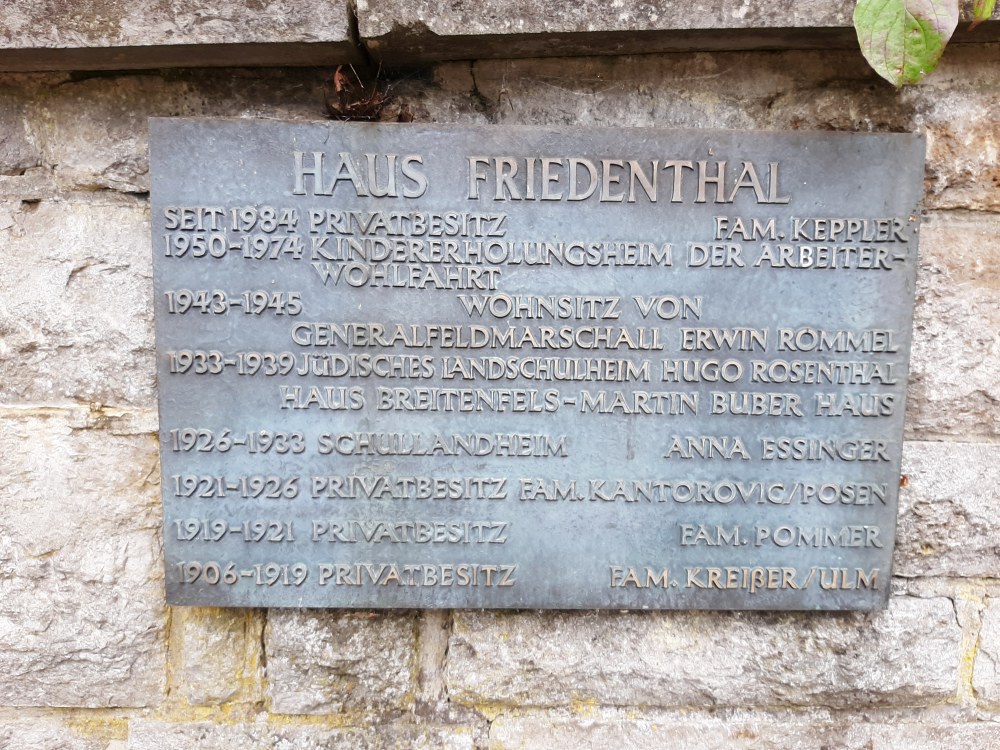 HAUS FRIEDENTHAL
SEIT 1984 PRIVATBESITZ FAM. KEPPLER
1950-1974 KINDERERHOLUNGSHEIM DER ARBEITER-
WOHLFAHRT
1943-1945 WOHNSITZ VON
GENERALFELDMARSCHALL ERWIN ROMMEL
1933-1939 JÜDISCHES LANDSCHULHEIM HUGO ROSENTHAL
HAUS BREITENFELS-MARTIN BUBER HAUS
1926-1933 SCHULLANDHEIM ANNA ESSINGER
1921-1926 PRIVATBESITZ FAM. KANTOROVIC/POSEN
1919-1921 PRIVATBESITZ FAM. POMMER
1906-1919 PRIVATBESITZ FAM. KREIßER/ULM